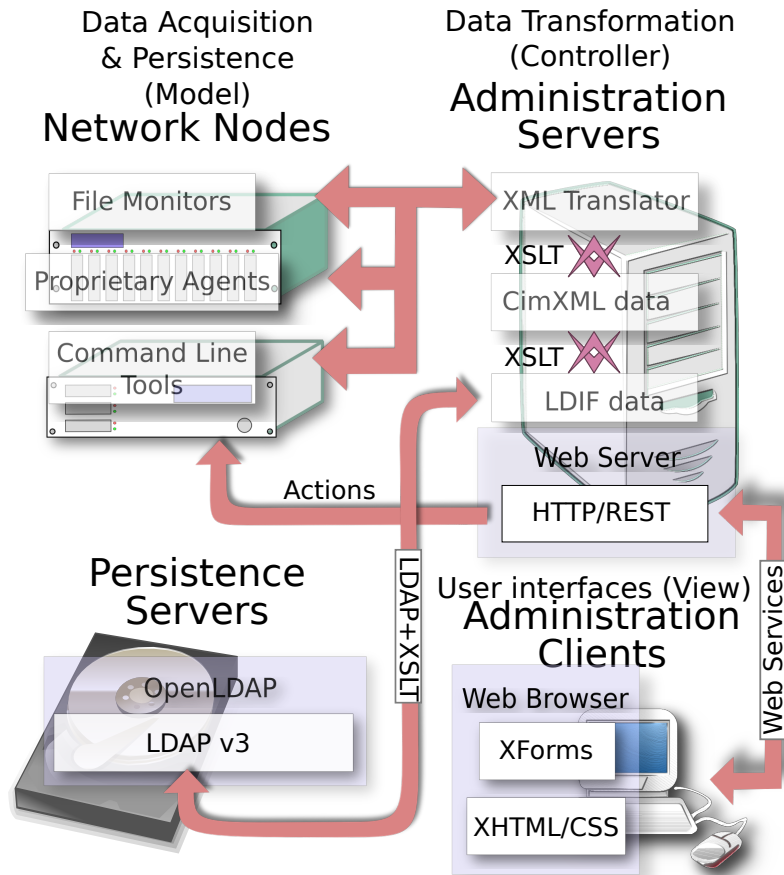 Data Acquisition
& Persistence
(Model)
Network Nodes
File Monitors
Proprietary Agents
Command Line
Tools
Data Transformation
(Controller)
Administration
Servers
XML Translator
XSLT
CimXML data
XSLT
LDIF data
Web Server
HTTP/REST
Actions
LDAP+XSLT
Web Services
Persistence
Servers
OpenLDAP
LDAP v3
User interfaces (View)
Administration
Clients
Web Browser
XForms
XHTML/CSS